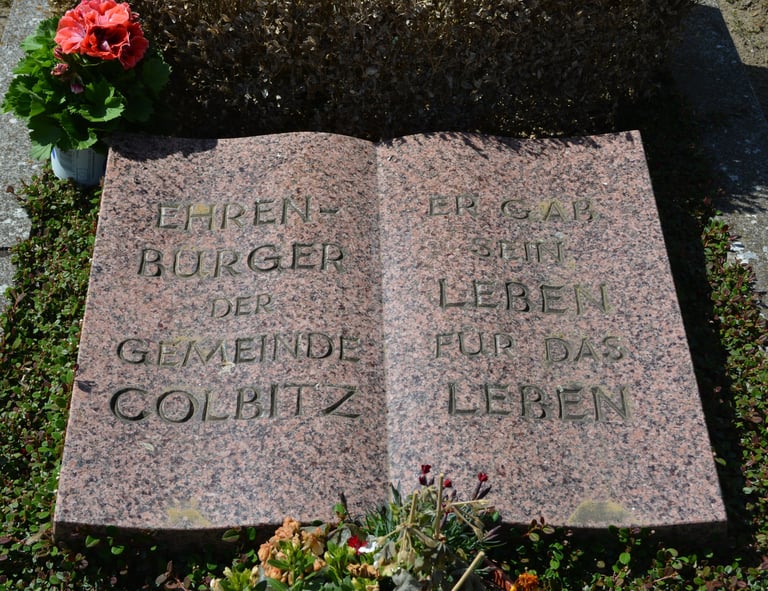 EHREN-
BÜRGER
DER
GEMEINDE
COLBITZ
ER GAB
SEIN
LEBEN
FÜR DAS
LEBEN